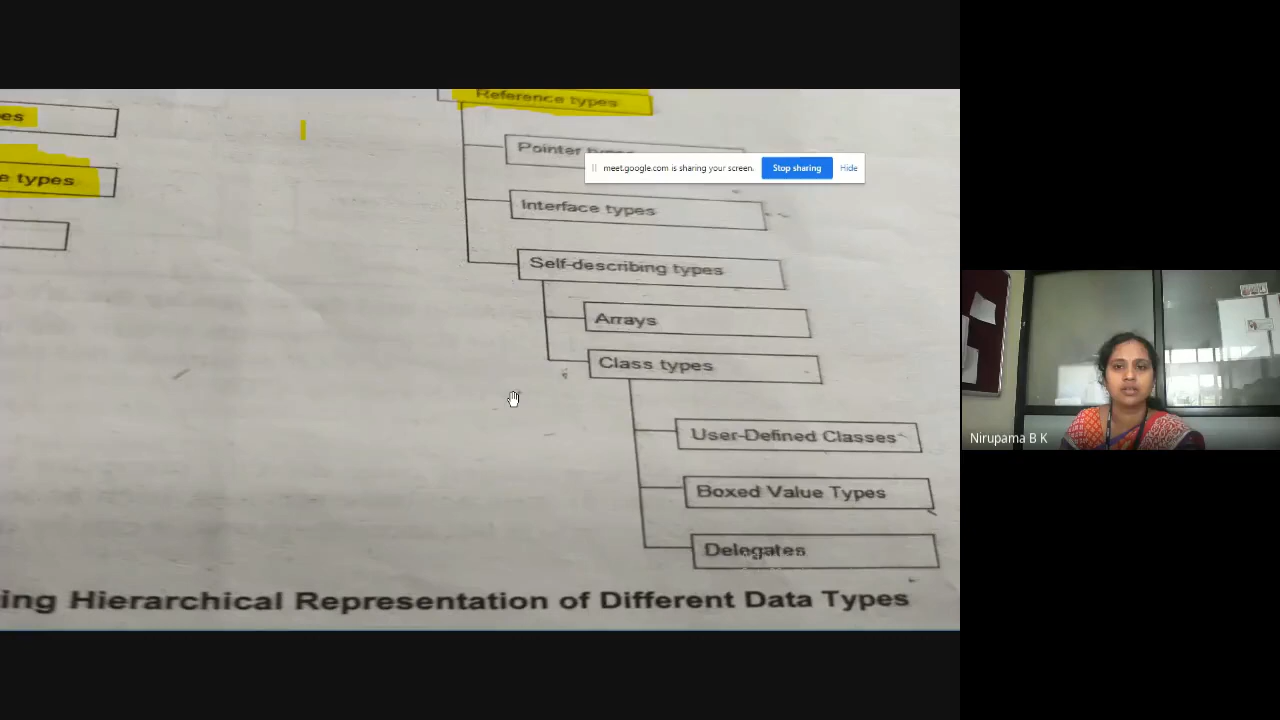 Reference types
es
Pointer
meet.google.com is sharing your screen.
Stop sharing
Hide
e types
Interface types
Self-describing types
Arrays
Class types
User-Defined Classes
Nirupama B K
Boxed Value Types
Delegates
ing Hierarchical Representation of Different Data Types